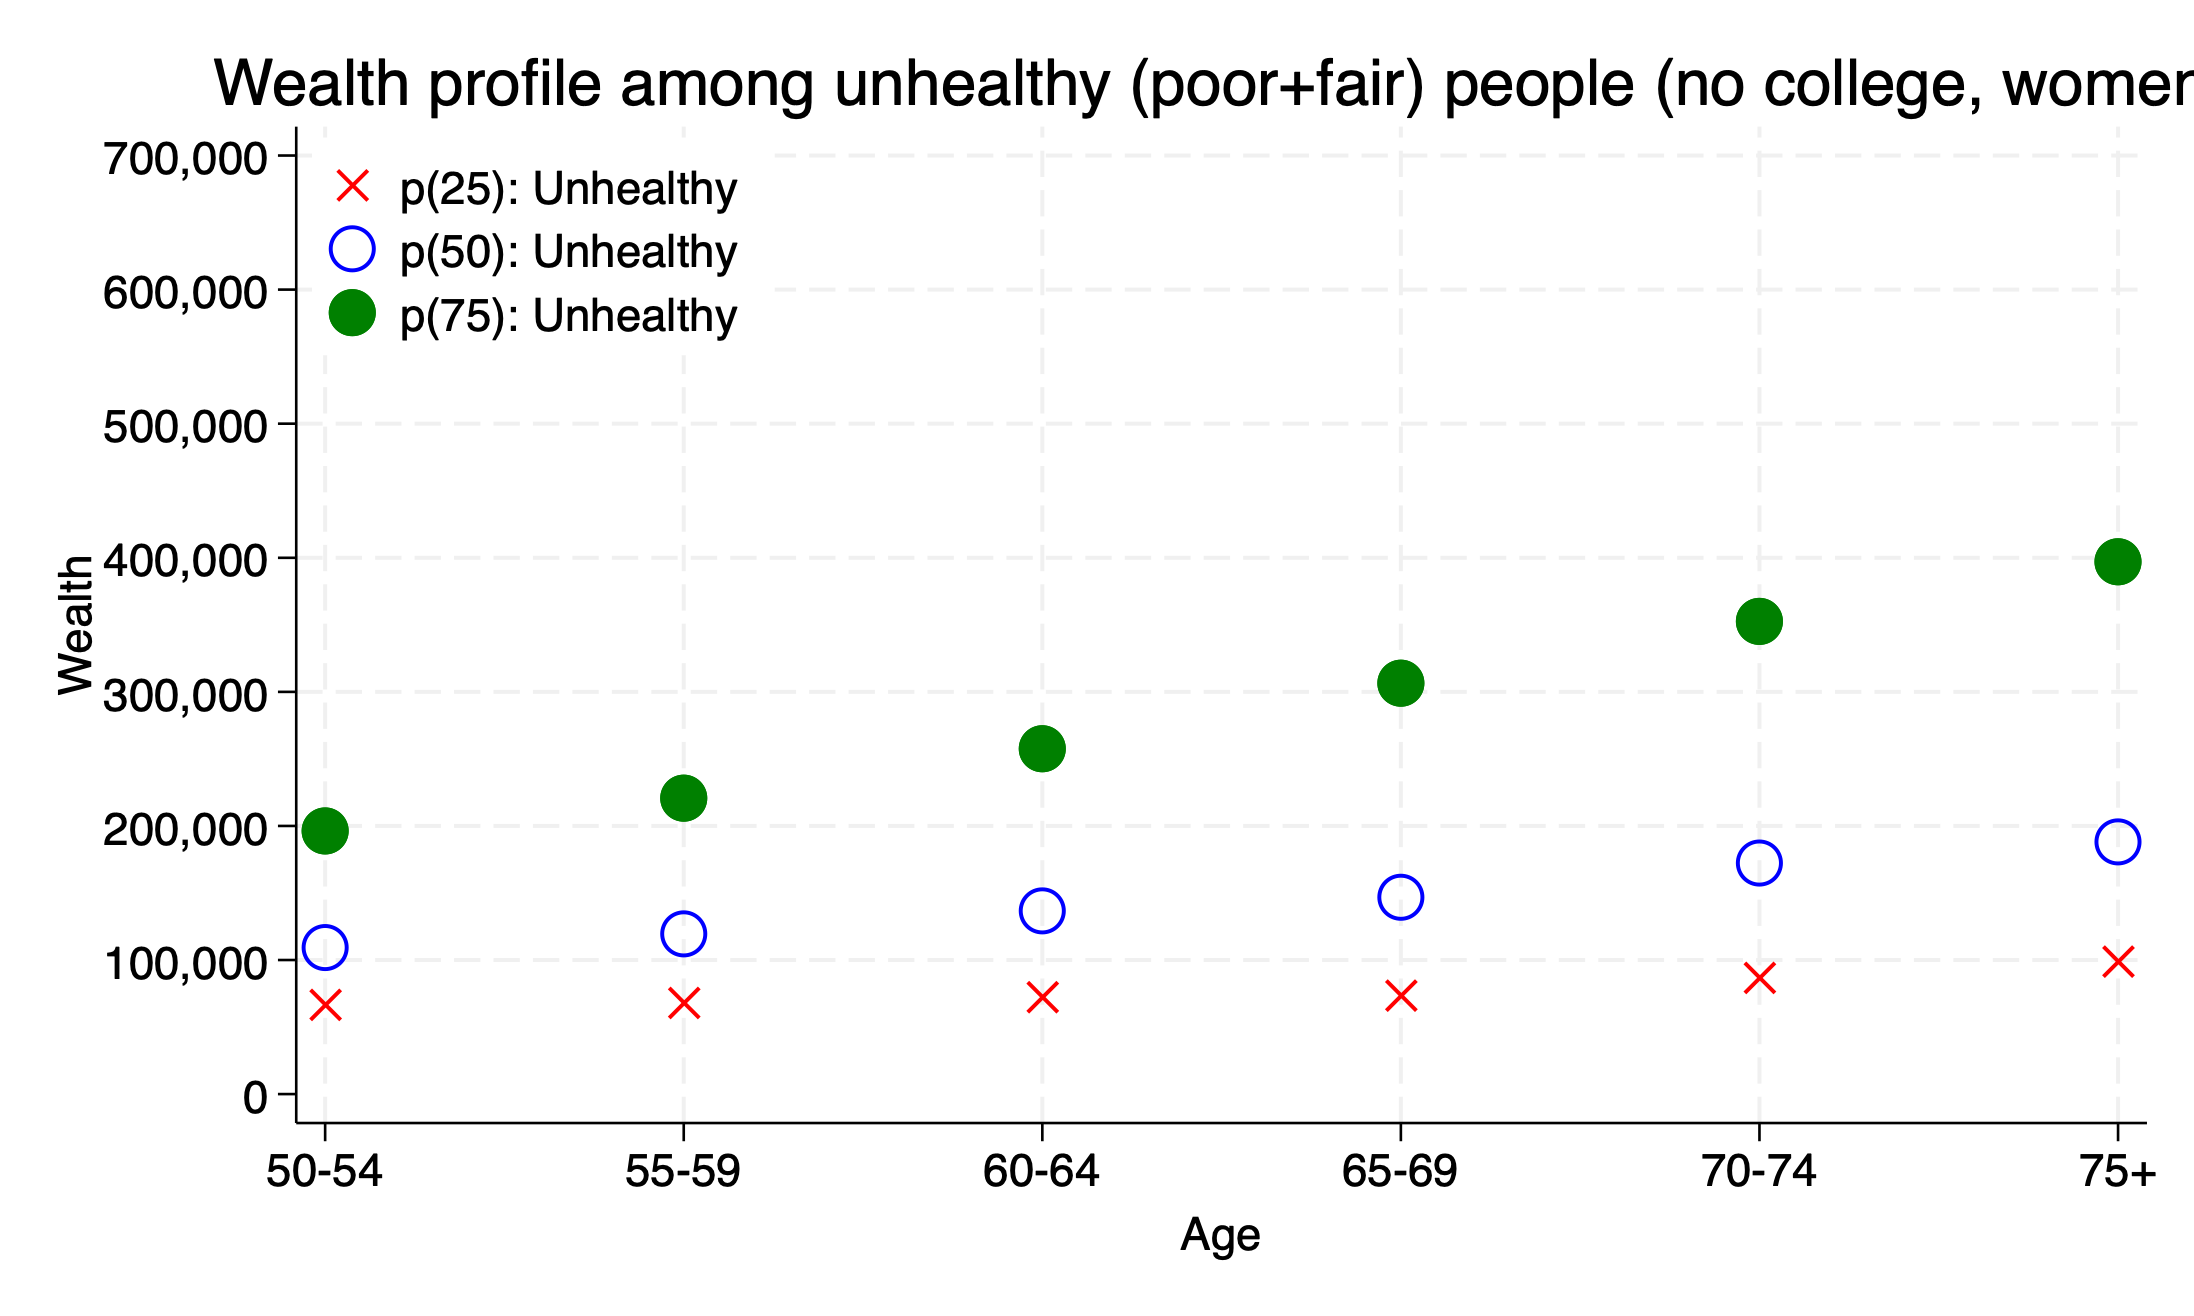 Wealth profile among unhealthy (poor+fair) people (no college, women
700,000
600,000
500,000
400,000
300,000
200,000
100,000
0
Wealth
p(25): Unhealthy
p(50): Unhealthy
p(75): Unhealthy
50-54 55-59 60-64 65-69 70-74 75+
Age